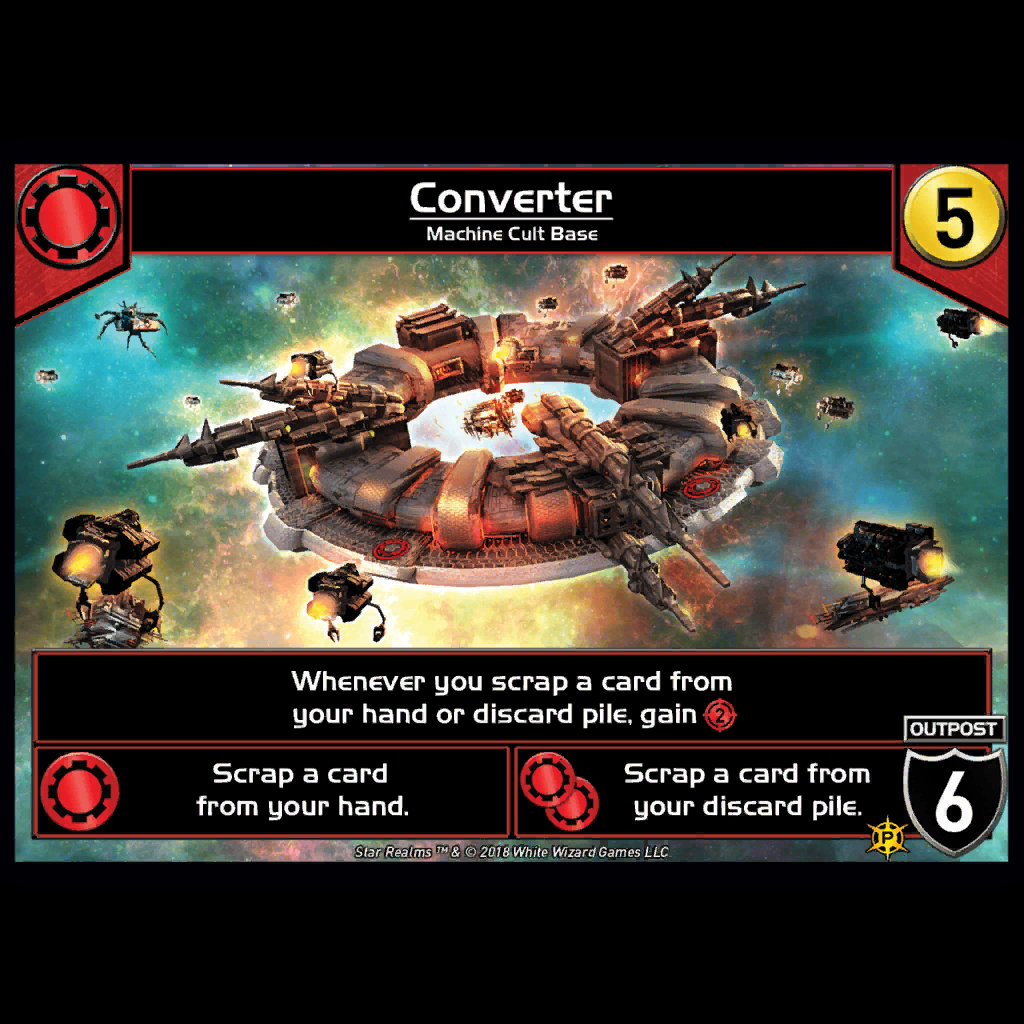 Converter
5
Machine Cult Base
Whenever you scrap a card from
your hand or discard pile, gain 2
OUTPOST
Scrap a card
from your hand.
Scrap a card from
your discard pile.
6
P
Star Realms ™ & © 2018 White Wizard Games LLC